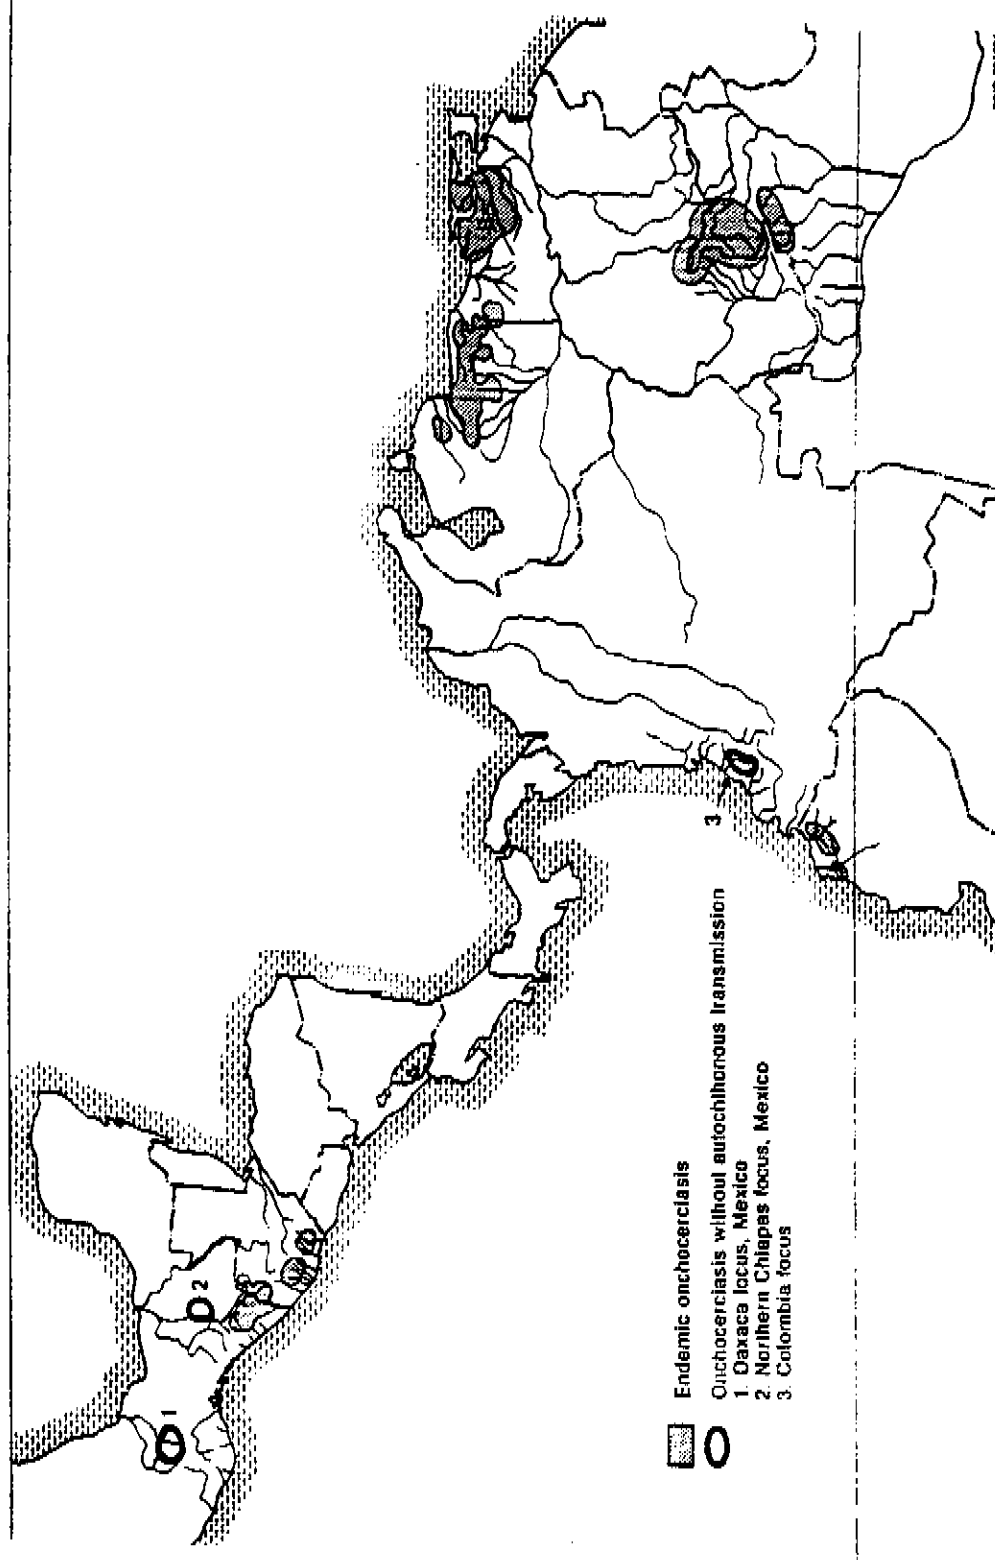 1
2
3
Endemic onchocerciasis
Onchocerciasis without autochthonous transmission
1. Oaxaca focus, Mexico
2. Northern Chiapas focus, Mexico
3. Colombia focus